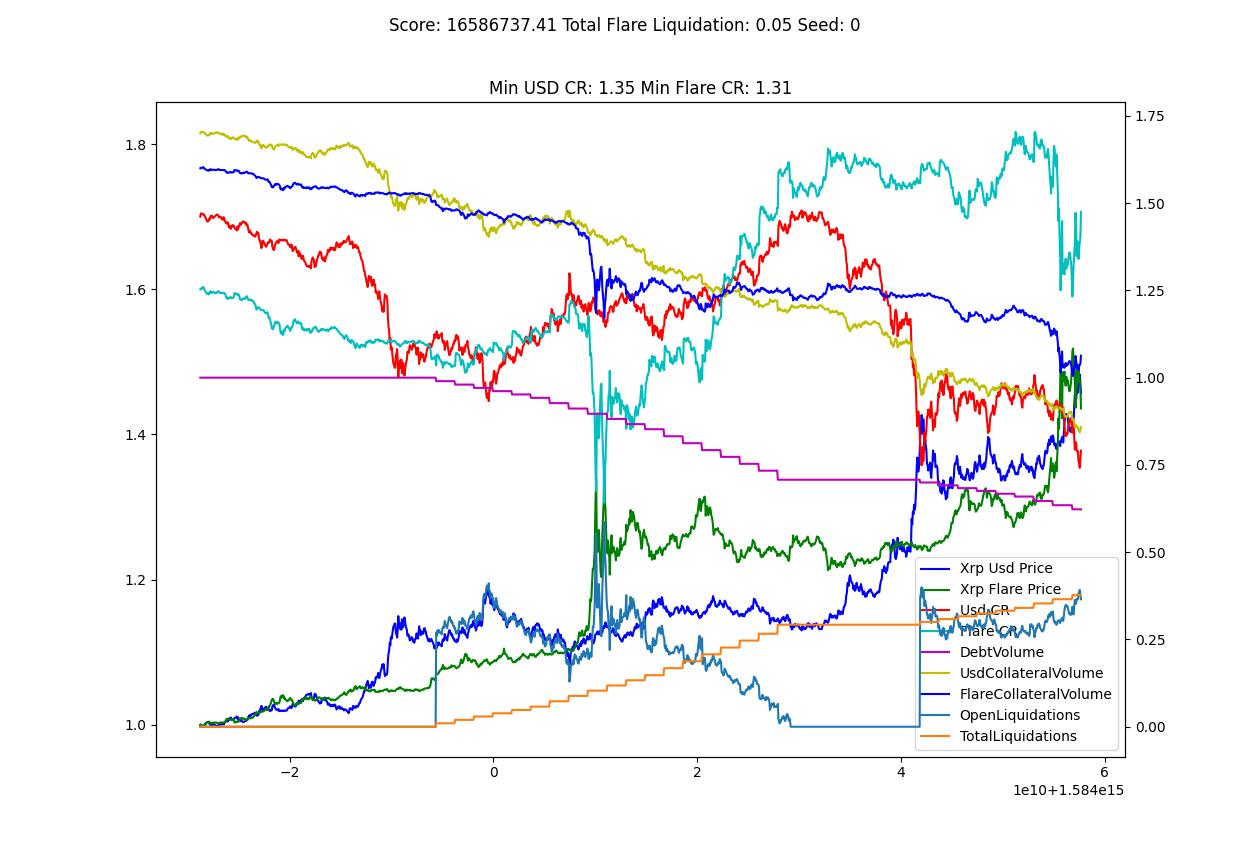 Score: 16586737.41 Total Flare Liquidation: 0.05 Seed: 0
Min USD CR: 1.35 Min Flare CR: 1.31
1.8
1.6
1.4
1.2
1.0
1.75
1.50
1.25
1.00
0.75
0.50
0.25
0.00
Xrp Usd Price
Xrp Flare Price
Usd CR
Flare CR
DebtVolume
UsdCollateralVolume
FlareCollateralVolume
OpenLiquidations
TotalLiquidations
−2 0 2 4 6
1e10+1.584e15